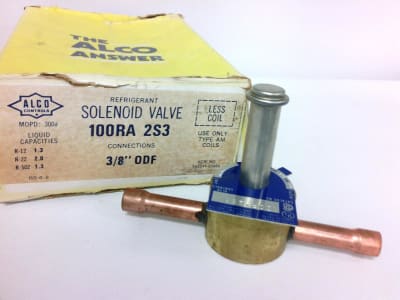 THE
ALCO
ANSWER
ALCO
CONTROLS
REFRIGERANT
SOLENOID VALVE
100RA 2S3
CONNECTIONS
3/8" ODF
LESS
COIL
USE ONLY
TYPE AM
COILS
MOPD: 300#
LIQUID
CAPACITIES
R-12 1.3
R-22 2.0
R-502 1.3